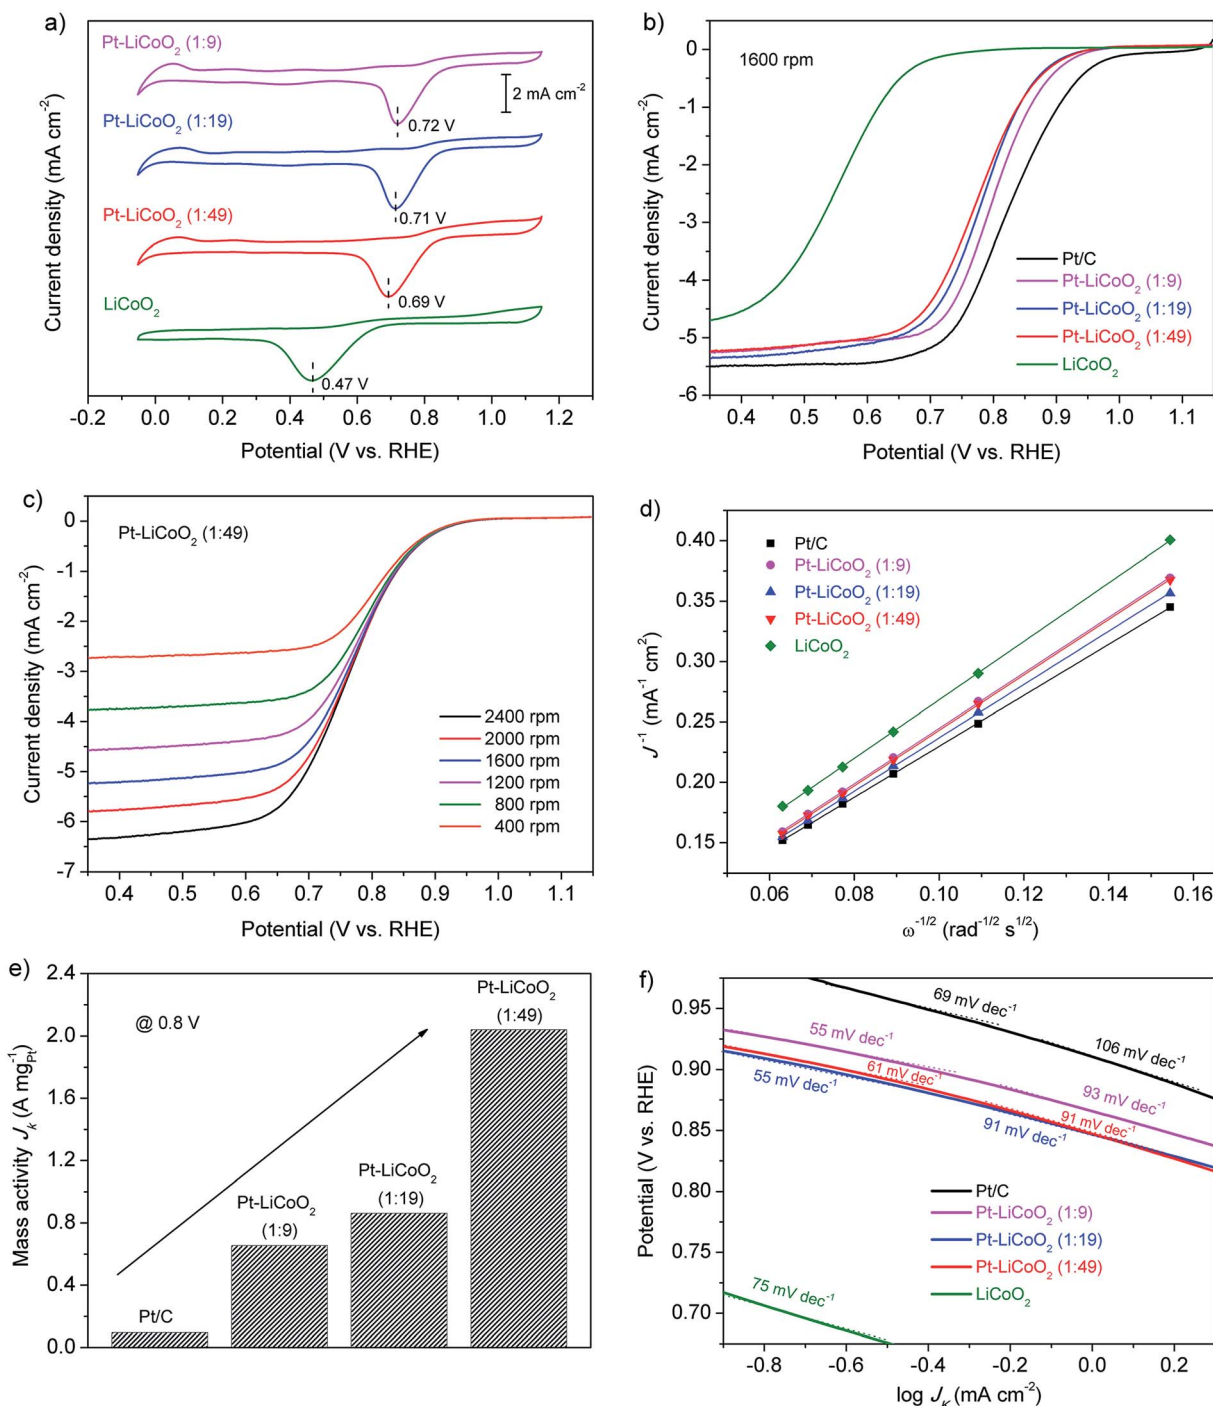 a)
Pt-LiCoO₂ (1:9)
2 mA cm⁻²
0.72 V
Pt-LiCoO₂ (1:19)
0.71 V
Pt-LiCoO₂ (1:49)
0.69 V
LiCoO₂
0.47 V
Current density (mA cm⁻²)
-0.2 0.0 0.2 0.4 0.6 0.8 1.0 1.2
Potential (V vs. RHE)
b)
1600 rpm
0
-1
-2
-3
-4
-5
-6
Current density (mA cm⁻²)
Pt/C
Pt-LiCoO₂ (1:9)
Pt-LiCoO₂ (1:19)
Pt-LiCoO₂ (1:49)
LiCoO₂
0.4 0.5 0.6 0.7 0.8 0.9 1.0 1.1
Potential (V vs. RHE)
c)
Pt-LiCoO₂ (1:49)
0
-1
-2
-3
-4
-5
-6
-7
Current density (mA cm⁻²)
2400 rpm
2000 rpm
1600 rpm
1200 rpm
800 rpm
400 rpm
0.4 0.5 0.6 0.7 0.8 0.9 1.0 1.1
Potential (V vs. RHE)
d)
0.40
0.35
0.30
0.25
0.20
0.15
J⁻¹ (mA⁻¹ cm²)
Pt/C
Pt-LiCoO₂ (1:9)
Pt-LiCoO₂ (1:19)
Pt-LiCoO₂ (1:49)
LiCoO₂
0.06 0.08 0.10 0.12 0.14 0.16
ω⁻¹/² (rad⁻¹/² s¹/²)
e)
@ 0.8 V
2.4
2.0
1.6
1.2
0.8
0.4
0.0
Mass activity Jₖ (A mg⁻¹Pt)
Pt/C
Pt-LiCoO₂
(1:9)
Pt-LiCoO₂
(1:19)
Pt-LiCoO₂
(1:49)
f)
0.95
0.90
0.85
0.80
0.75
0.70
Potential (V vs. RHE)
69 mV dec⁻¹
106 mV dec⁻¹
55 mV dec⁻¹
93 mV dec⁻¹
61 mV dec⁻¹
91 mV dec⁻¹
55 mV dec⁻¹
91 mV dec⁻¹
75 mV dec⁻¹
Pt/C
Pt-LiCoO₂ (1:9)
Pt-LiCoO₂ (1:19)
Pt-LiCoO₂ (1:49)
LiCoO₂
-0.8 -0.6 -0.4 -0.2 0.0 0.2
log J_K (mA cm⁻²)